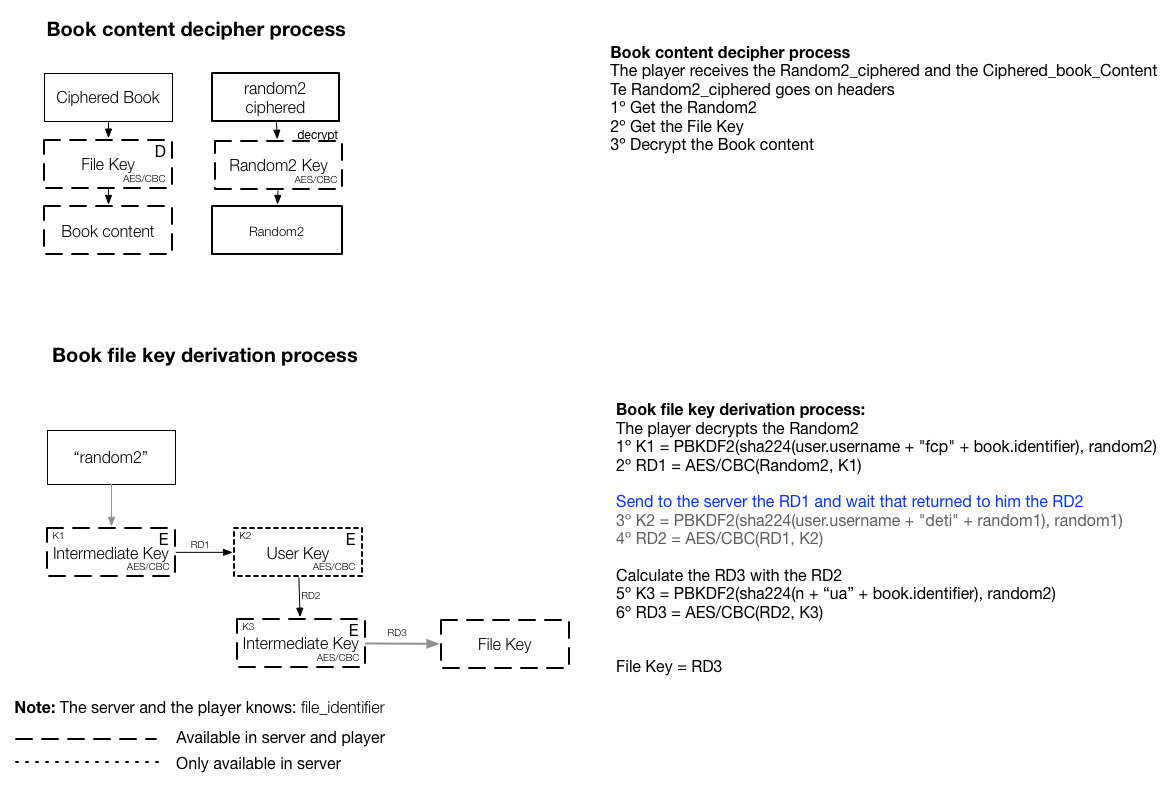 Book content decipher process
Ciphered Book
D
File Key
AES/CBC
Book content
random2
ciphered
decrypt
Random2 Key
AES/CBC
Random2
Book content decipher process
The player receives the Random2_ciphered and the Ciphered_book_Content
Te Random2_ciphered goes on headers
1º Get the Random2
2º Get the File Key
3º Decrypt the Book content
Book file key derivation process
“random2”
K1
E
Intermediate Key
AES/CBC
RD1
K2
E
User Key
AES/CBC
RD2
K3
E
Intermediate Key
AES/CBC
RD3
File Key
Book file key derivation process:
The player decrypts the Random2
1º K1 = PBKDF2(sha224(user.username + "fcp" + book.identifier), random2)
2º RD1 = AES/CBC(Random2, K1)
Send to the server the RD1 and wait that returned to him the RD2
3º K2 = PBKDF2(sha224(user.username + "deti" + random1), random1)
4º RD2 = AES/CBC(RD1, K2)
Calculate the RD3 with the RD2
5º K3 = PBKDF2(sha224(n + “ua” + book.identifier), random2)
6º RD3 = AES/CBC(RD2, K3)
File Key = RD3
Note: The server and the player knows: file_identifier
Available in server and player
Only available in server